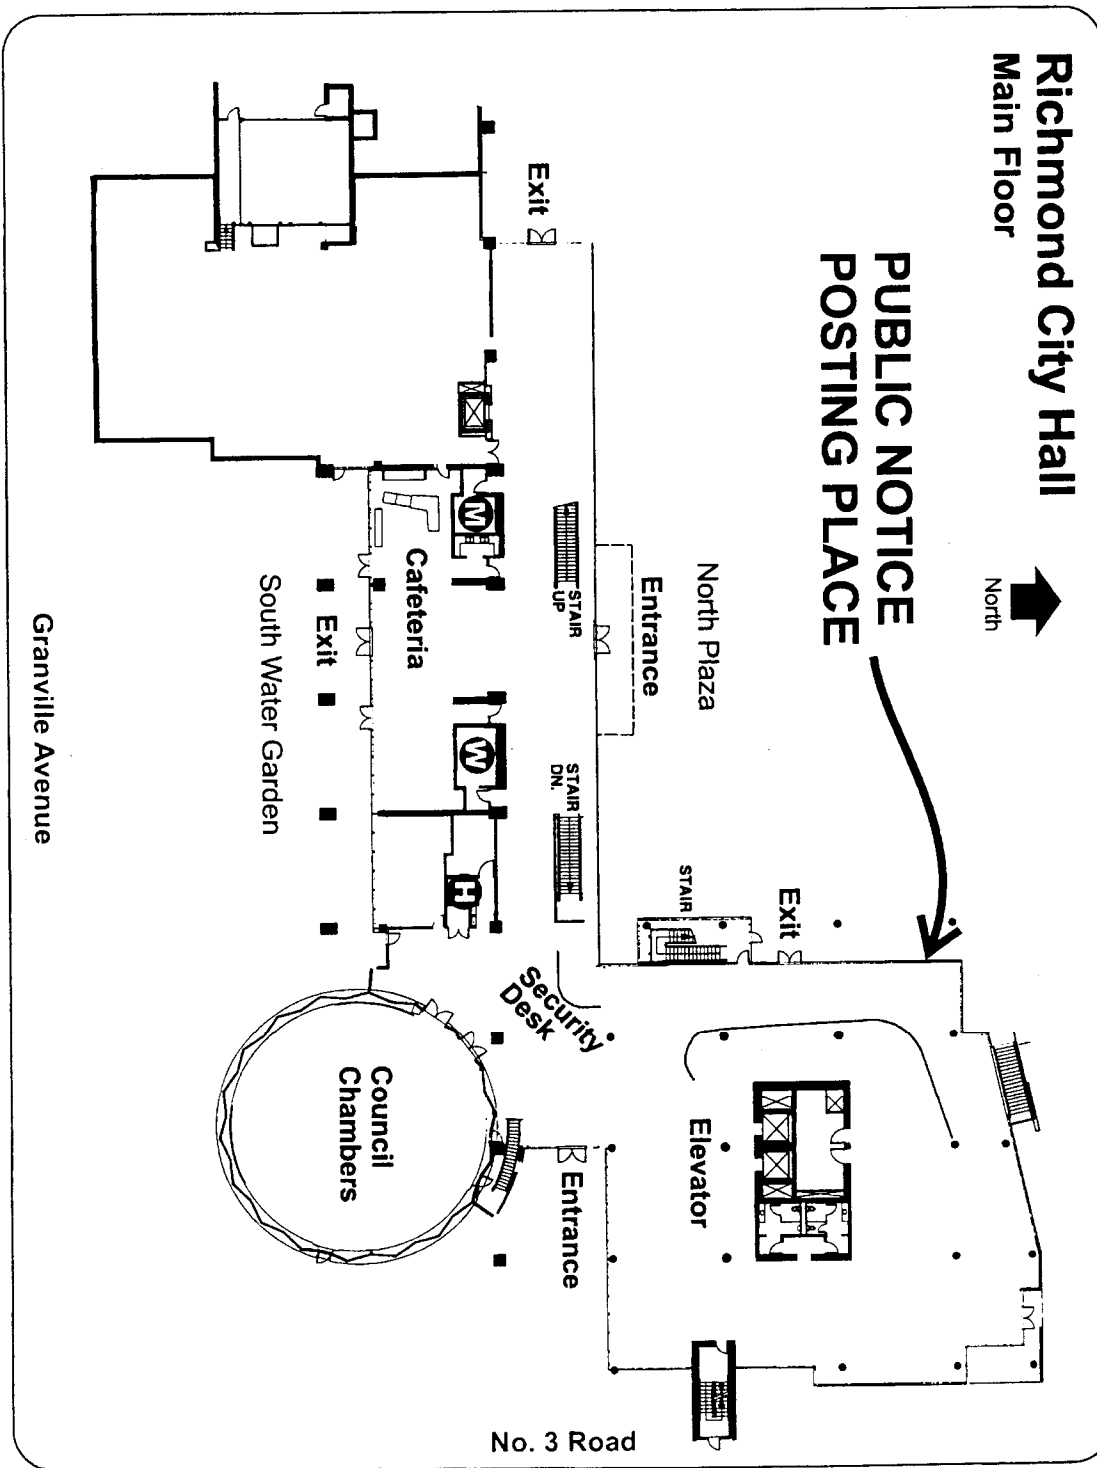 Richmond City Hall
Main Floor
North
PUBLIC NOTICE
POSTING PLACE
Exit
North Plaza
Entrance
STAIR
UP
STAIR
DN.
STAIR
Exit
M
Cafeteria
W
H
Exit
South Water Garden
Security
Desk
Council
Chambers
Elevator
Entrance
No. 3 Road
Granville Avenue